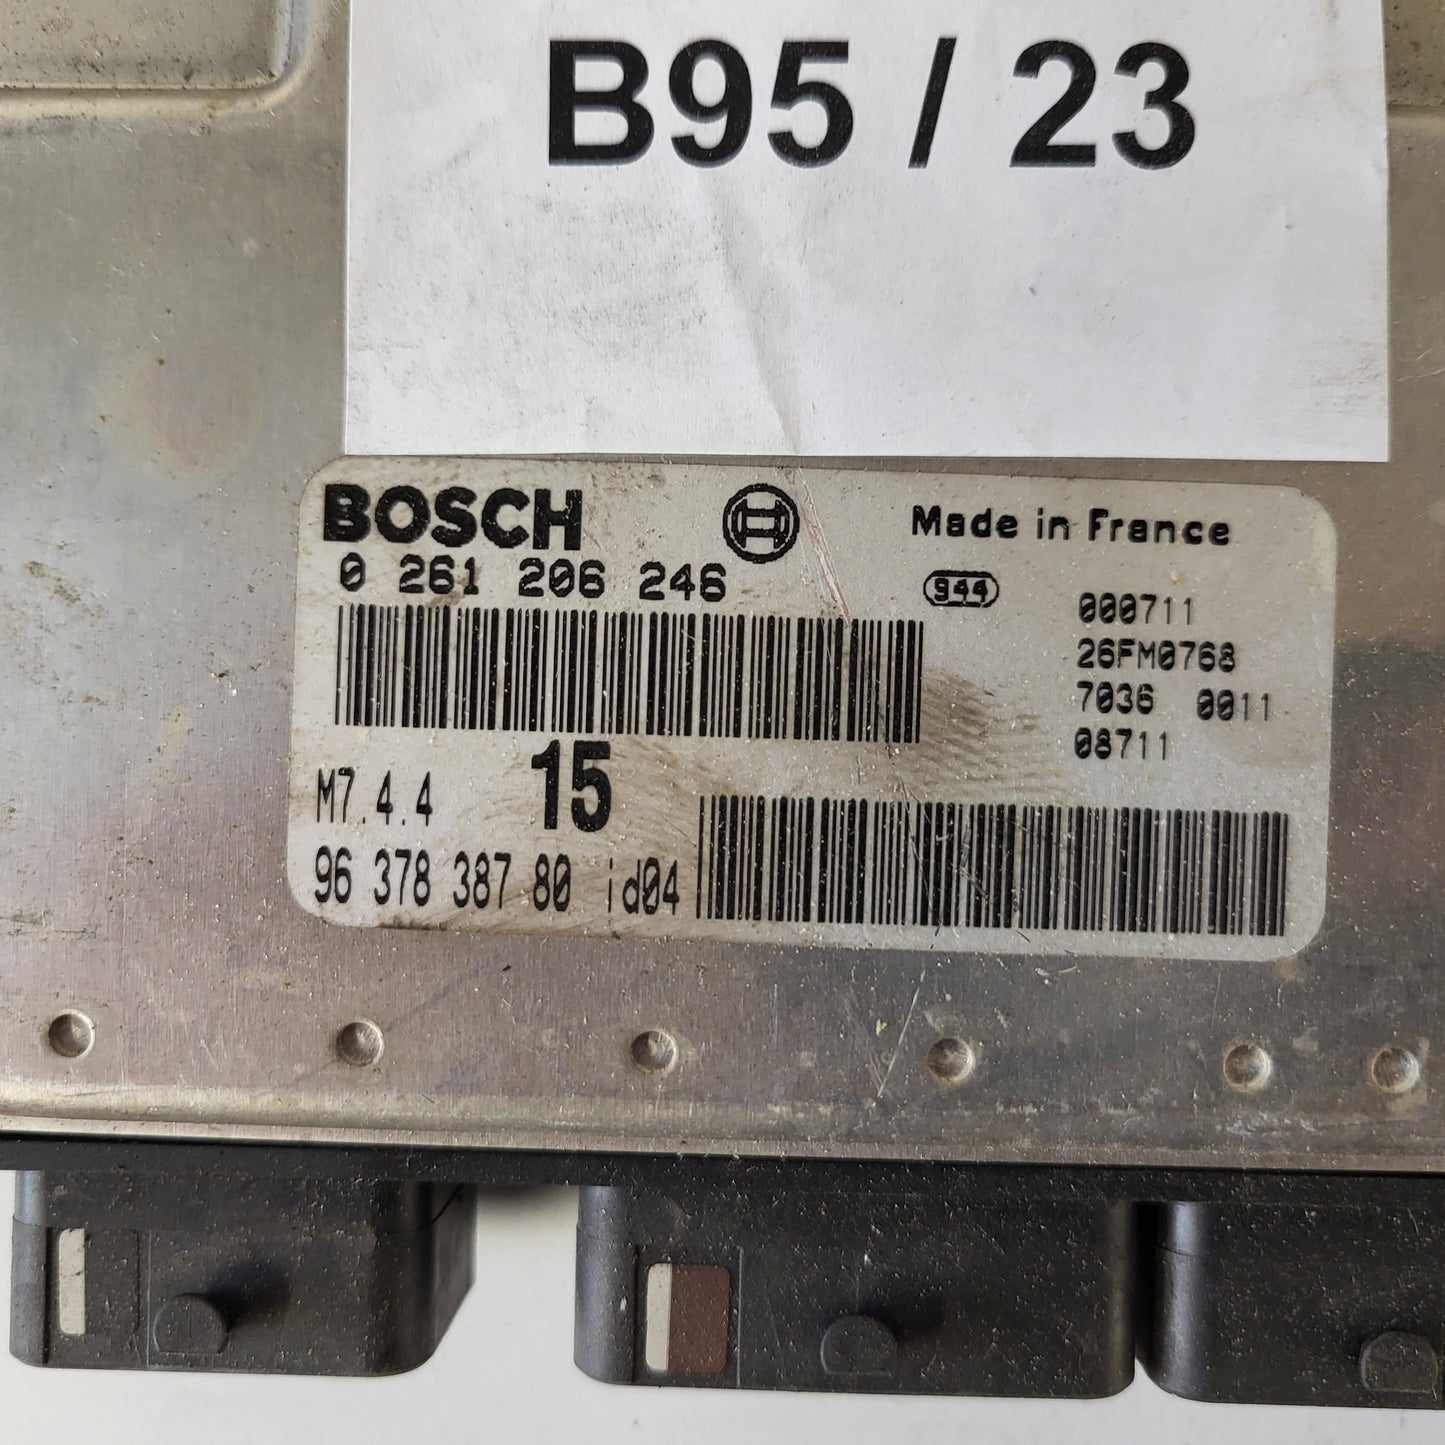 B95 / 23
BOSCH
Made in France
0 261 206 246
944
000711
26FM0768
7036 0011
08711
M7.4.4 15
96 378 387 80 id04